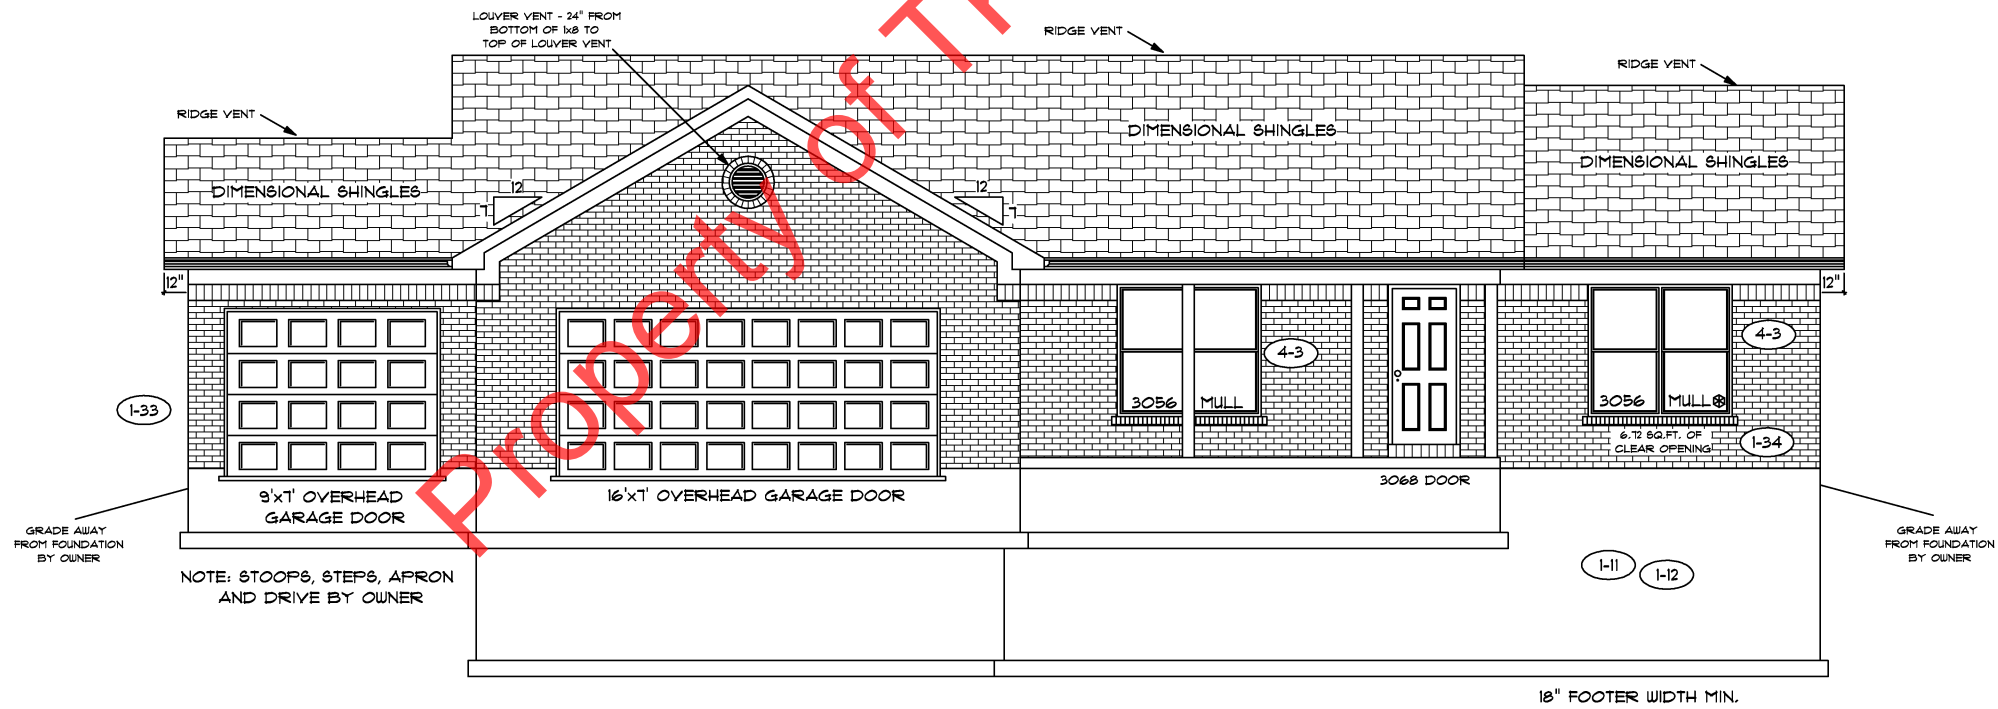 LOUVER VENT - 24" FROM
BOTTOM OF 1x8 TO
TOP OF LOUVER VENT
RIDGE VENT
RIDGE VENT
RIDGE VENT
DIMENSIONAL SHINGLES
DIMENSIONAL SHINGLES
DIMENSIONAL SHINGLES
12
7
12
7
12"
12"
4-3
4-3
3056 MULL
3056 MULL
6.72 SQ.FT. OF
CLEAR OPENING
1-33
1-34
3068 DOOR
9'x7' OVERHEAD
GARAGE DOOR
16'x7' OVERHEAD GARAGE DOOR
GRADE AWAY
FROM FOUNDATION
BY OWNER
GRADE AWAY
FROM FOUNDATION
BY OWNER
1-11
1-12
NOTE: STOOPS, STEPS, APRON
AND DRIVE BY OWNER
18" FOOTER WIDTH MIN.
Property of